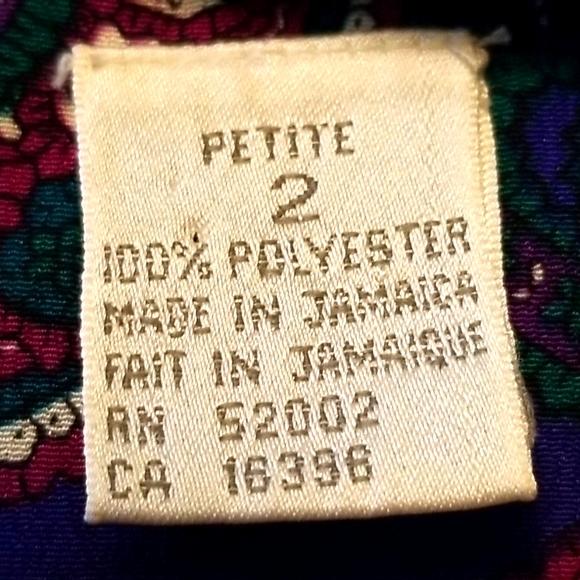 PETITE
2
100% POLYESTER
MADE IN JAMAICA
FAIT IN JAMAIQUE
RN 52002
CA 16396